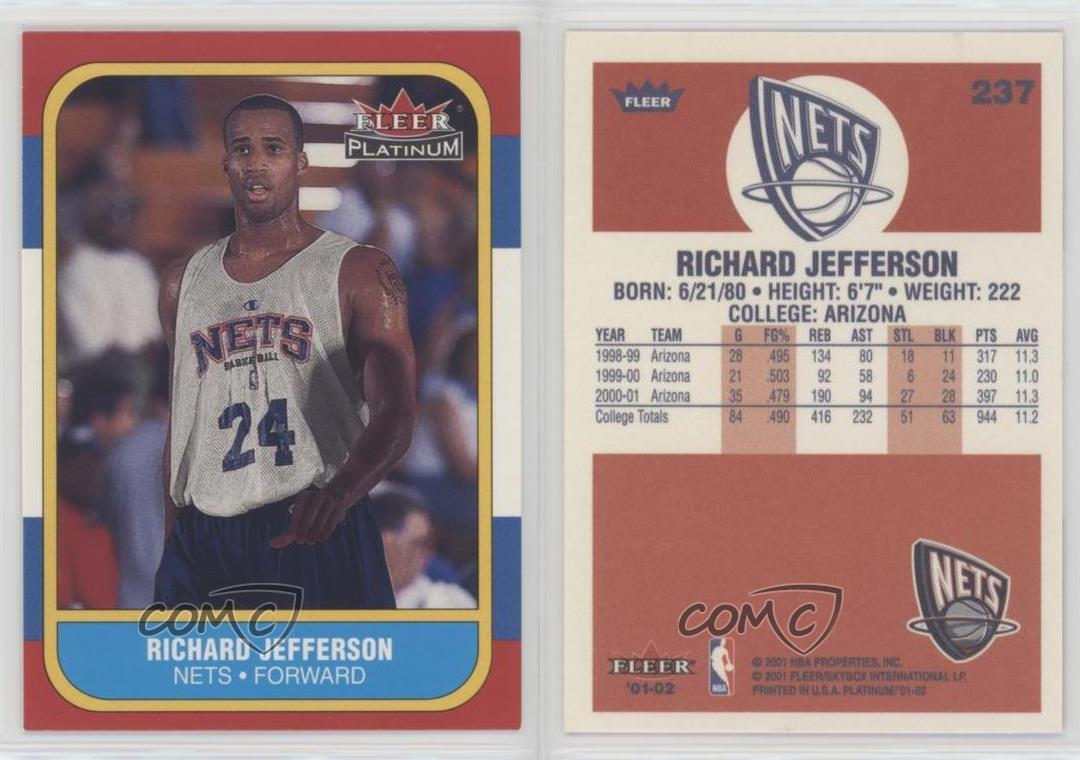 FLEER
PLATINUM
NETS
BASKETBALL
24
COMC
RICHARD JEFFERSON
NETS • FORWARD
FLEER
237
NETS
RICHARD JEFFERSON
BORN: 6/21/80 • HEIGHT: 6'7" • WEIGHT: 222
COLLEGE: ARIZONA
YEAR TEAM G FG% REB AST STL BLK PTS AVG
1998-99 Arizona 28 .495 134 80 18 11 317 11.3
1999-00 Arizona 21 .503 92 58 6 24 230 11.0
2000-01 Arizona 35 .479 190 94 27 28 397 11.3
College Totals 84 .490 416 232 51 63 944 11.2
NETS
COMC
FLEER
'01-02
NBA
© 2001 NBA PROPERTIES, INC.
© 2001 FLEER/SKYBOX INTERNATIONAL LP.
PRINTED IN U.S.A. PLATINUM/'01-02